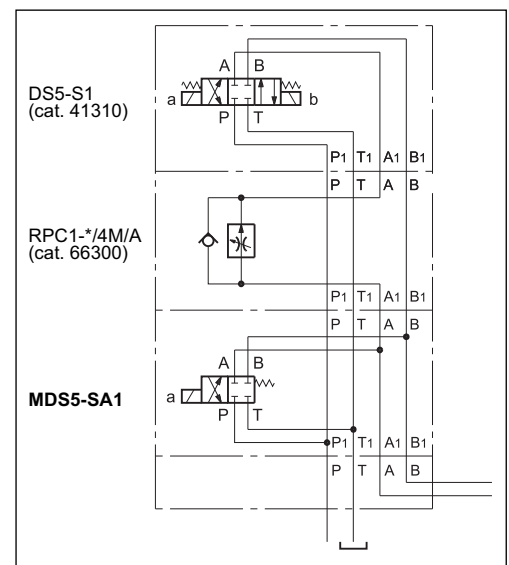 A B
DS5-S1
(cat. 41310)
a b
P T
P1 T1 A1 B1
P T A B
RPC1-*/4M/A
(cat. 66300)
P1 T1 A1 B1
P T A B
A B
MDS5-SA1
a
P T
P1 T1 A1 B1
P T A B